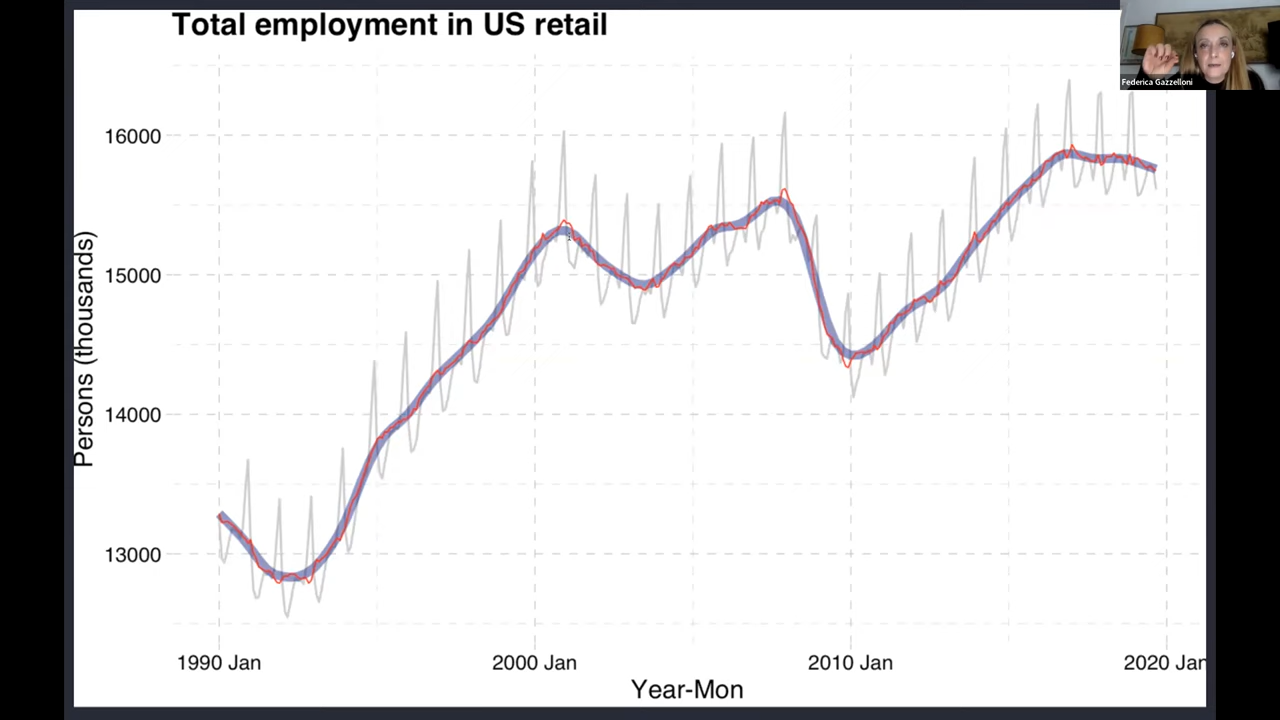 Total employment in US retail
Federica Gazzelloni
16000
15000
14000
13000
Persons (thousands)
1990 Jan
2000 Jan
2010 Jan
2020 Jan
Year-Mon